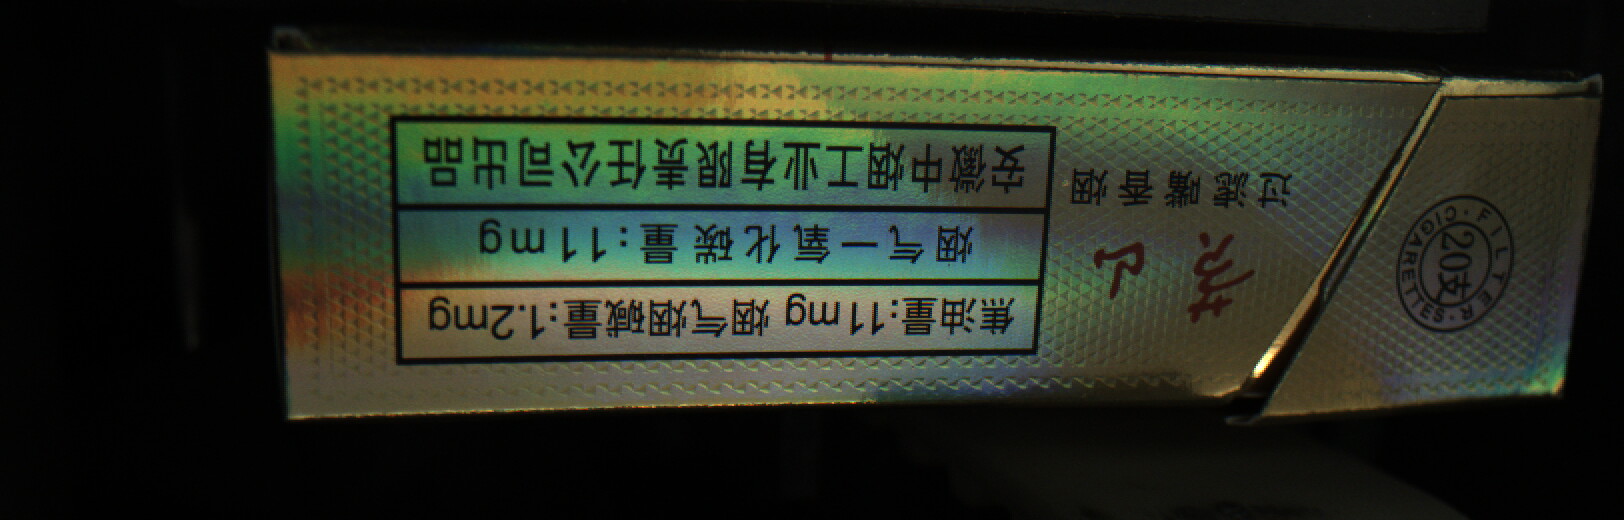 FILTER·CIGARETTES·
20支
过滤嘴香烟
焦油量:11mg 烟气烟碱量:1.2mg
烟气一氧化碳量:11mg
安徽中烟工业有限责任公司出品